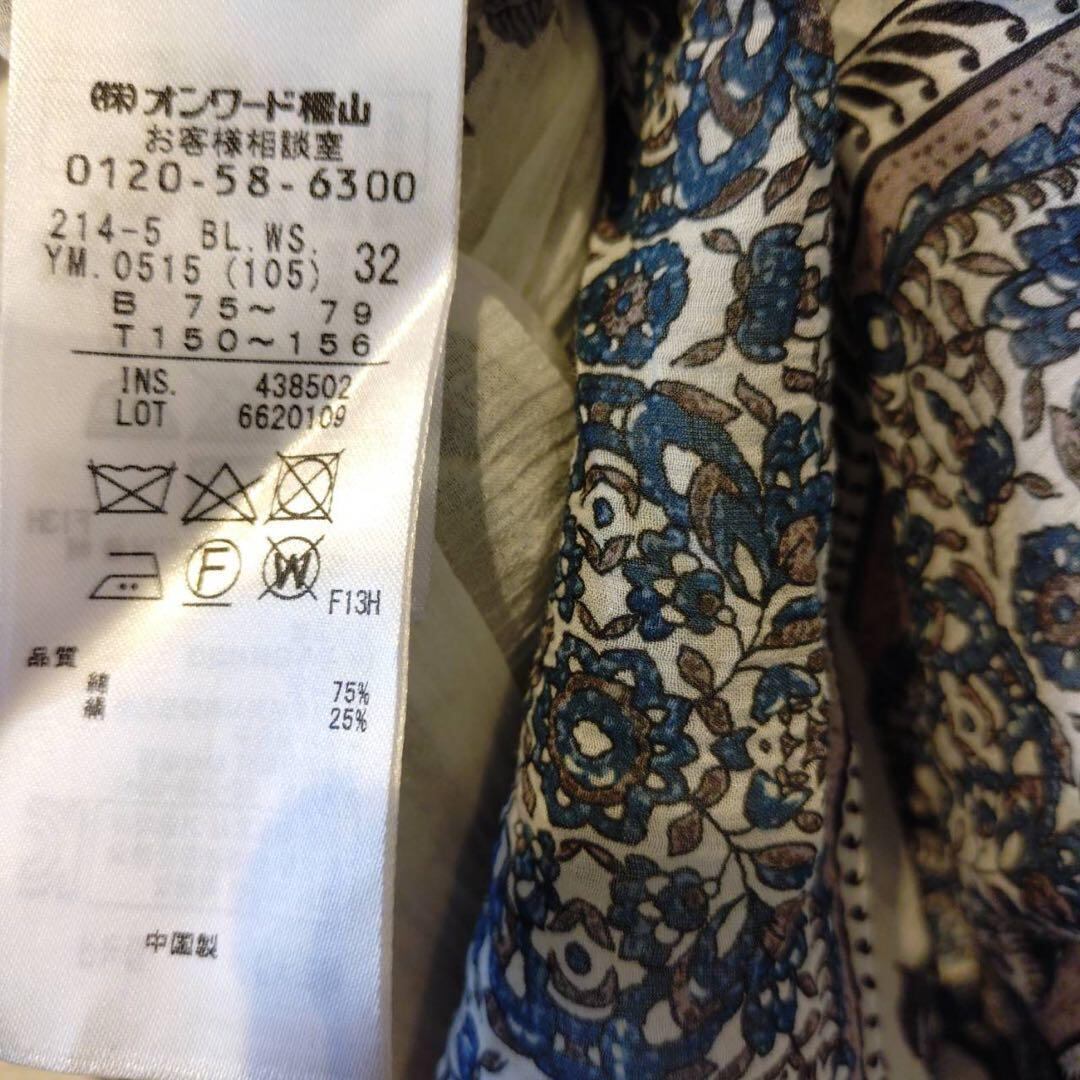 (株)オンワード樫山
お客様相談室
0120-58-6300
214-5 BL.WS.
YM.0515 (105) 32
B 75～ 79
T 150～156
INS. 438502
LOT 6620109
F
W
F13H
品質
綿 75%
絹 25%
中国製